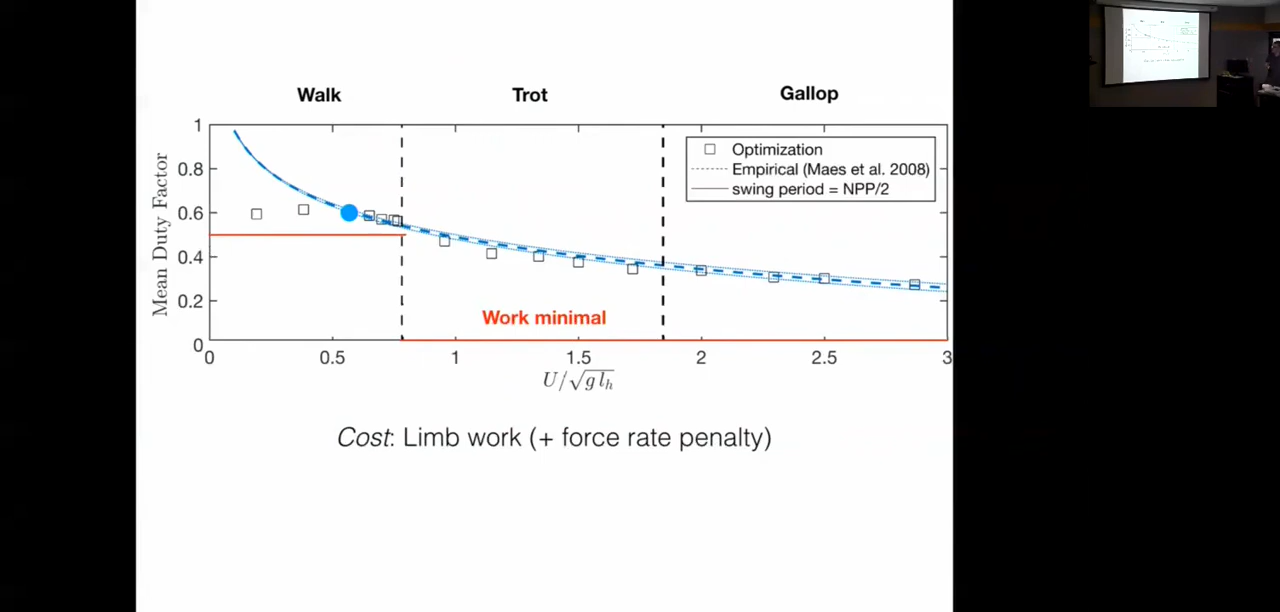 Walk
Trot
Gallop
Mean Duty Factor
1
0.8
0.6
0.4
0.2
0
Optimization
Empirical (Maes et al. 2008)
swing period = NPP/2
Work minimal
0
0.5
1
1.5
2
2.5
3
U/√g l_h
Cost: Limb work (+ force rate penalty)